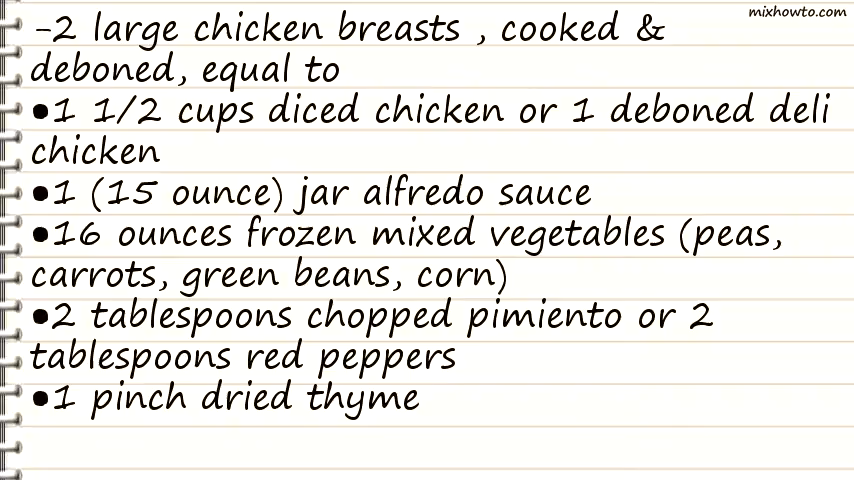 mixhowto.com
-2 large chicken breasts , cooked &
deboned, equal to
●1 1/2 cups diced chicken or 1 deboned deli
chicken
●1 (15 ounce) jar alfredo sauce
●16 ounces frozen mixed vegetables (peas,
carrots, green beans, corn)
●2 tablespoons chopped pimiento or 2
tablespoons red peppers
●1 pinch dried thyme